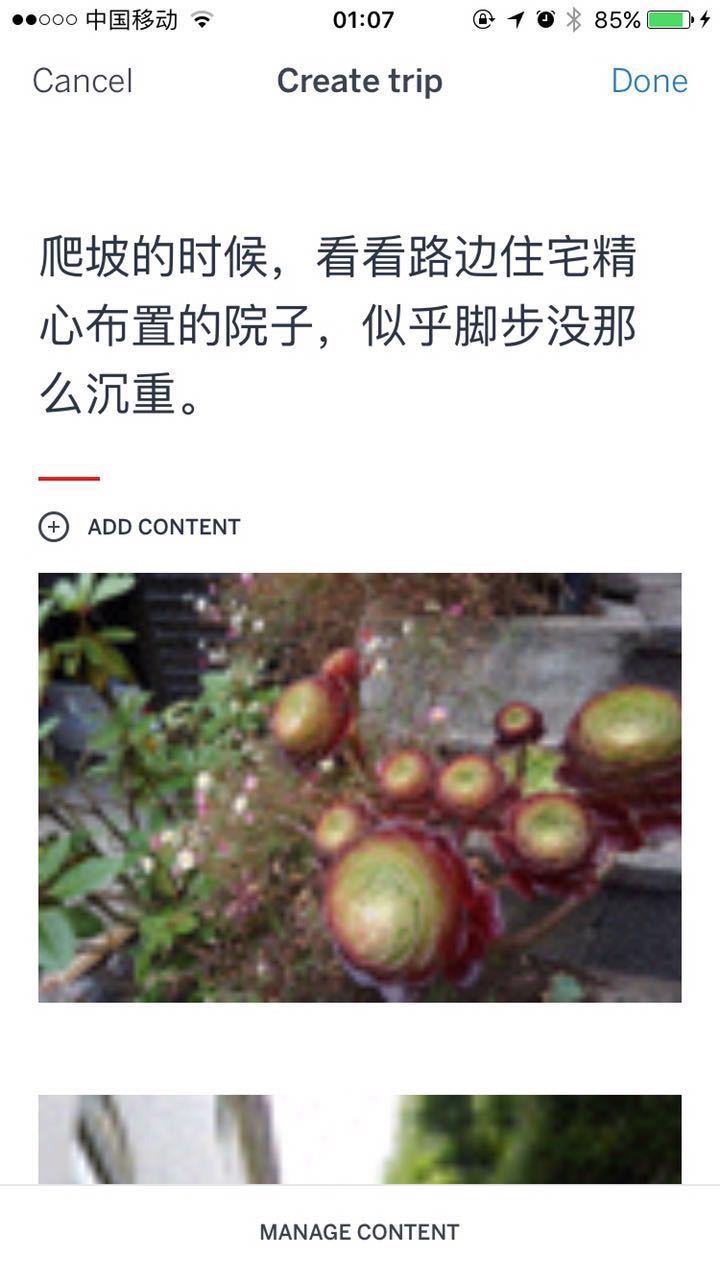 中国移动
01:07
85%
Cancel
Create trip
Done
爬坡的时候，看看路边住宅精
心布置的院子，似乎脚步没那
么沉重。
ADD CONTENT
MANAGE CONTENT